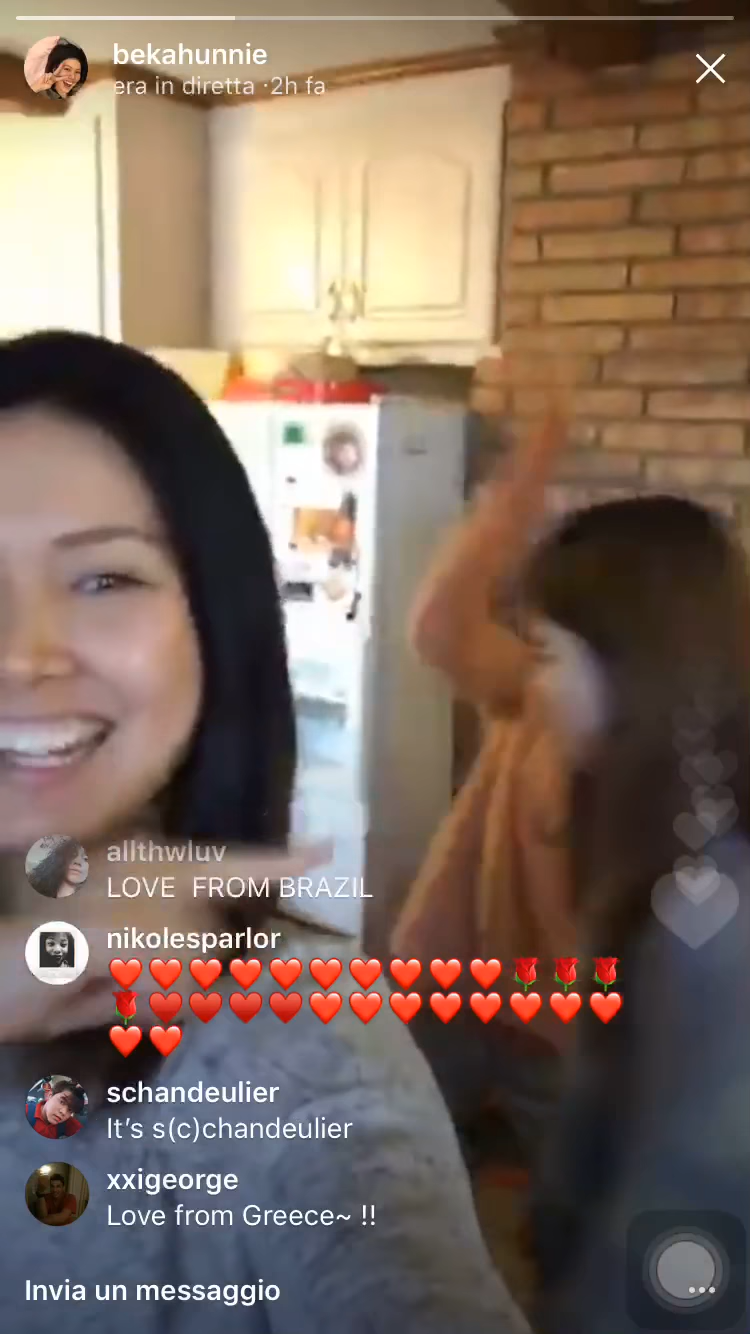 bekahunnie
era in diretta · 2h fa
allthwluv
LOVE FROM BRAZIL
nikolesparlor
❤️❤️❤️❤️❤️❤️❤️❤️❤️❤️🌹🌹🌹
🌹♥️♥️♥️♥️❤️❤️❤️❤️❤️❤️❤️❤️
❤️❤️
schandeulier
It’s s(c)chandeulier
xxigeorge
Love from Greece~ !!
Invia un messaggio